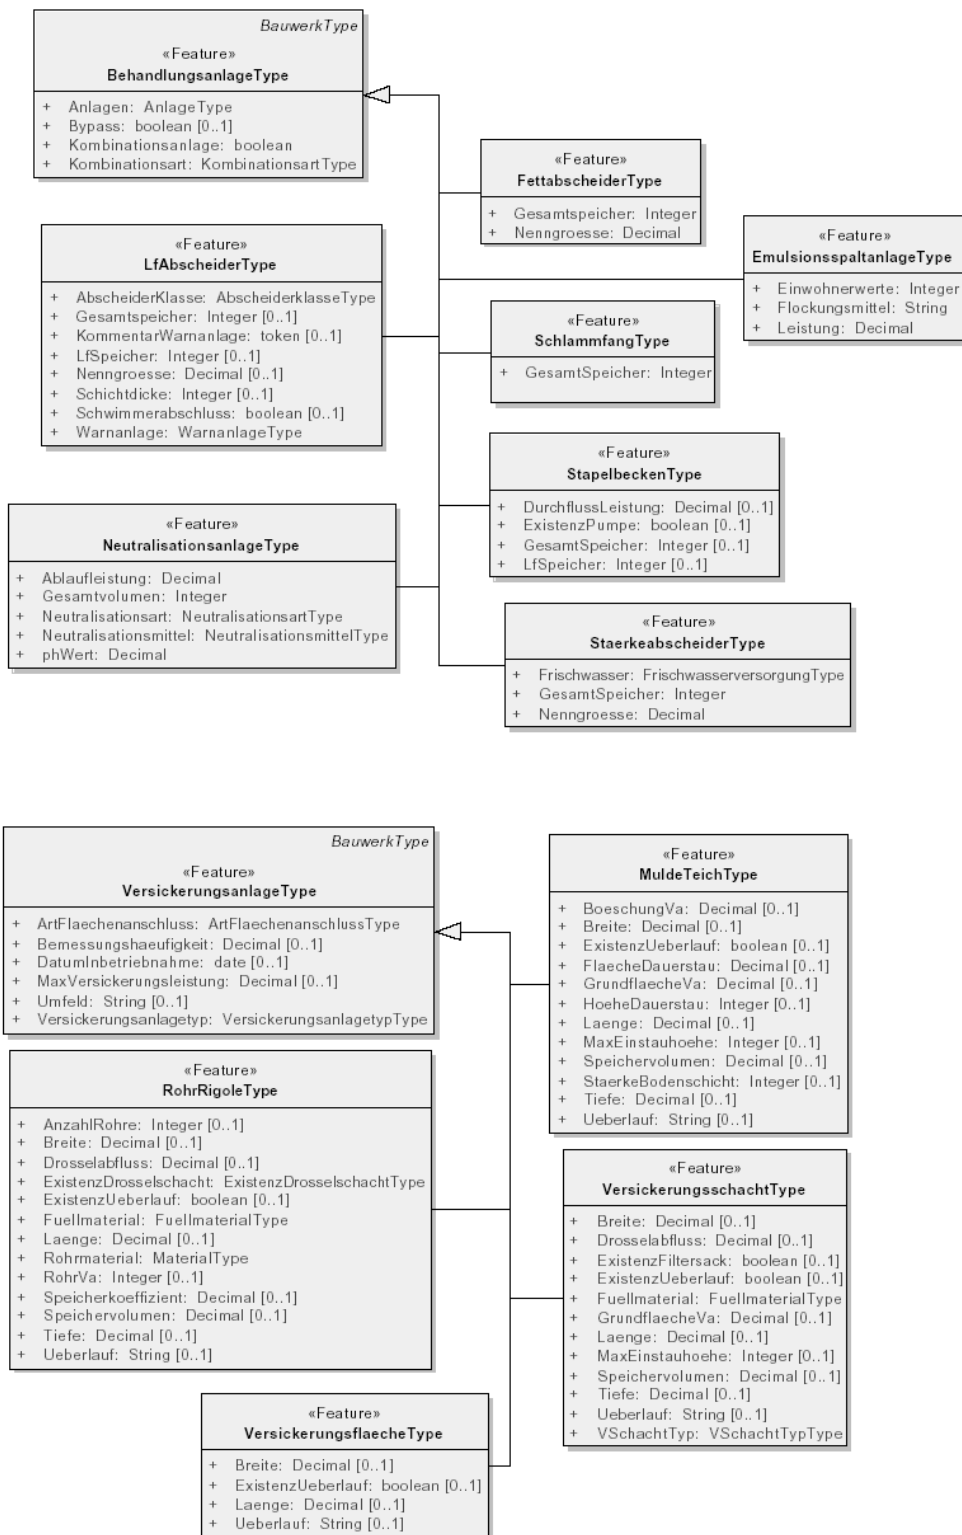 BauwerkType
«Feature»
BehandlungsanlageType
+ Anlagen: AnlageType
+ Bypass: boolean [0..1]
+ Kombinationsanlage: boolean
+ Kombinationsart: KombinationsartType
«Feature»
FettabscheiderType
+ Gesamtspeicher: Integer
+ Nenngroesse: Decimal
«Feature»
EmulsionsspaltanlageType
+ Einwohnerwerte: Integer
+ Flockungsmittel: String
+ Leistung: Decimal
«Feature»
LfAbscheiderType
+ AbscheiderKlasse: AbscheiderklasseType
+ Gesamtspeicher: Integer [0..1]
+ KommentarWarnanlage: token [0..1]
+ LfSpeicher: Integer [0..1]
+ Nenngroesse: Decimal [0..1]
+ Schichtdicke: Integer [0..1]
+ Schwimmerabschluss: boolean [0..1]
+ Warnanlage: WarnanlageType
«Feature»
SchlammfangType
+ GesamtSpeicher: Integer
«Feature»
StapelbeckenType
+ DurchflussLeistung: Decimal [0..1]
+ ExistenzPumpe: boolean [0..1]
+ GesamtSpeicher: Integer [0..1]
+ LfSpeicher: Integer [0..1]
«Feature»
NeutralisationsanlageType
+ Ablaufleistung: Decimal
+ Gesamtvolumen: Integer
+ Neutralisationsart: NeutralisationsartType
+ Neutralisationsmittel: NeutralisationsmittelType
+ phWert: Decimal
«Feature»
StaerkeabscheiderType
+ Frischwasser: FrischwasserversorgungType
+ GesamtSpeicher: Integer
+ Nenngroesse: Decimal
BauwerkType
«Feature»
VersickerungsanlageType
+ ArtFlaechenanschluss: ArtFlaechenanschlussType
+ Bemessungshaeufigkeit: Decimal [0..1]
+ DatumInbetriebnahme: date [0..1]
+ MaxVersickerungsleistung: Decimal [0..1]
+ Umfeld: String [0..1]
+ Versickerungsanlagetyp: VersickerungsanlagetypType
«Feature»
MuldeTeichType
+ BoeschungVa: Decimal [0..1]
+ Breite: Decimal [0..1]
+ ExistenzUeberlauf: boolean [0..1]
+ FlaecheDauerstau: Decimal [0..1]
+ GrundflaecheVa: Decimal [0..1]
+ HoeheDauerstau: Integer [0..1]
+ Laenge: Decimal [0..1]
+ MaxEinstauhoehe: Integer [0..1]
+ Speichervolumen: Decimal [0..1]
+ StaerkeBodenschicht: Integer [0..1]
+ Tiefe: Decimal [0..1]
+ Ueberlauf: String [0..1]
«Feature»
RohrRigoleType
+ AnzahlRohre: Integer [0..1]
+ Breite: Decimal [0..1]
+ Drosselabfluss: Decimal [0..1]
+ ExistenzDrosselschacht: ExistenzDrosselschachtType
+ ExistenzUeberlauf: boolean [0..1]
+ Fuellmaterial: FuellmaterialType
+ Laenge: Decimal [0..1]
+ Rohrmaterial: MaterialType
+ RohrVa: Integer [0..1]
+ Speicherkoeffizient: Decimal [0..1]
+ Speichervolumen: Decimal [0..1]
+ Tiefe: Decimal [0..1]
+ Ueberlauf: String [0..1]
«Feature»
VersickerungsschachtType
+ Breite: Decimal [0..1]
+ Drosselabfluss: Decimal [0..1]
+ ExistenzFiltersack: boolean [0..1]
+ ExistenzUeberlauf: boolean [0..1]
+ Fuellmaterial: FuellmaterialType
+ GrundflaecheVa: Decimal [0..1]
+ Laenge: Decimal [0..1]
+ MaxEinstauhoehe: Integer [0..1]
+ Speichervolumen: Decimal [0..1]
+ Tiefe: Decimal [0..1]
+ Ueberlauf: String [0..1]
+ VSchachtTyp: VSchachtTypType
«Feature»
VersickerungsflaecheType
+ Breite: Decimal [0..1]
+ ExistenzUeberlauf: boolean [0..1]
+ Laenge: Decimal [0..1]
+ Ueberlauf: String [0..1]